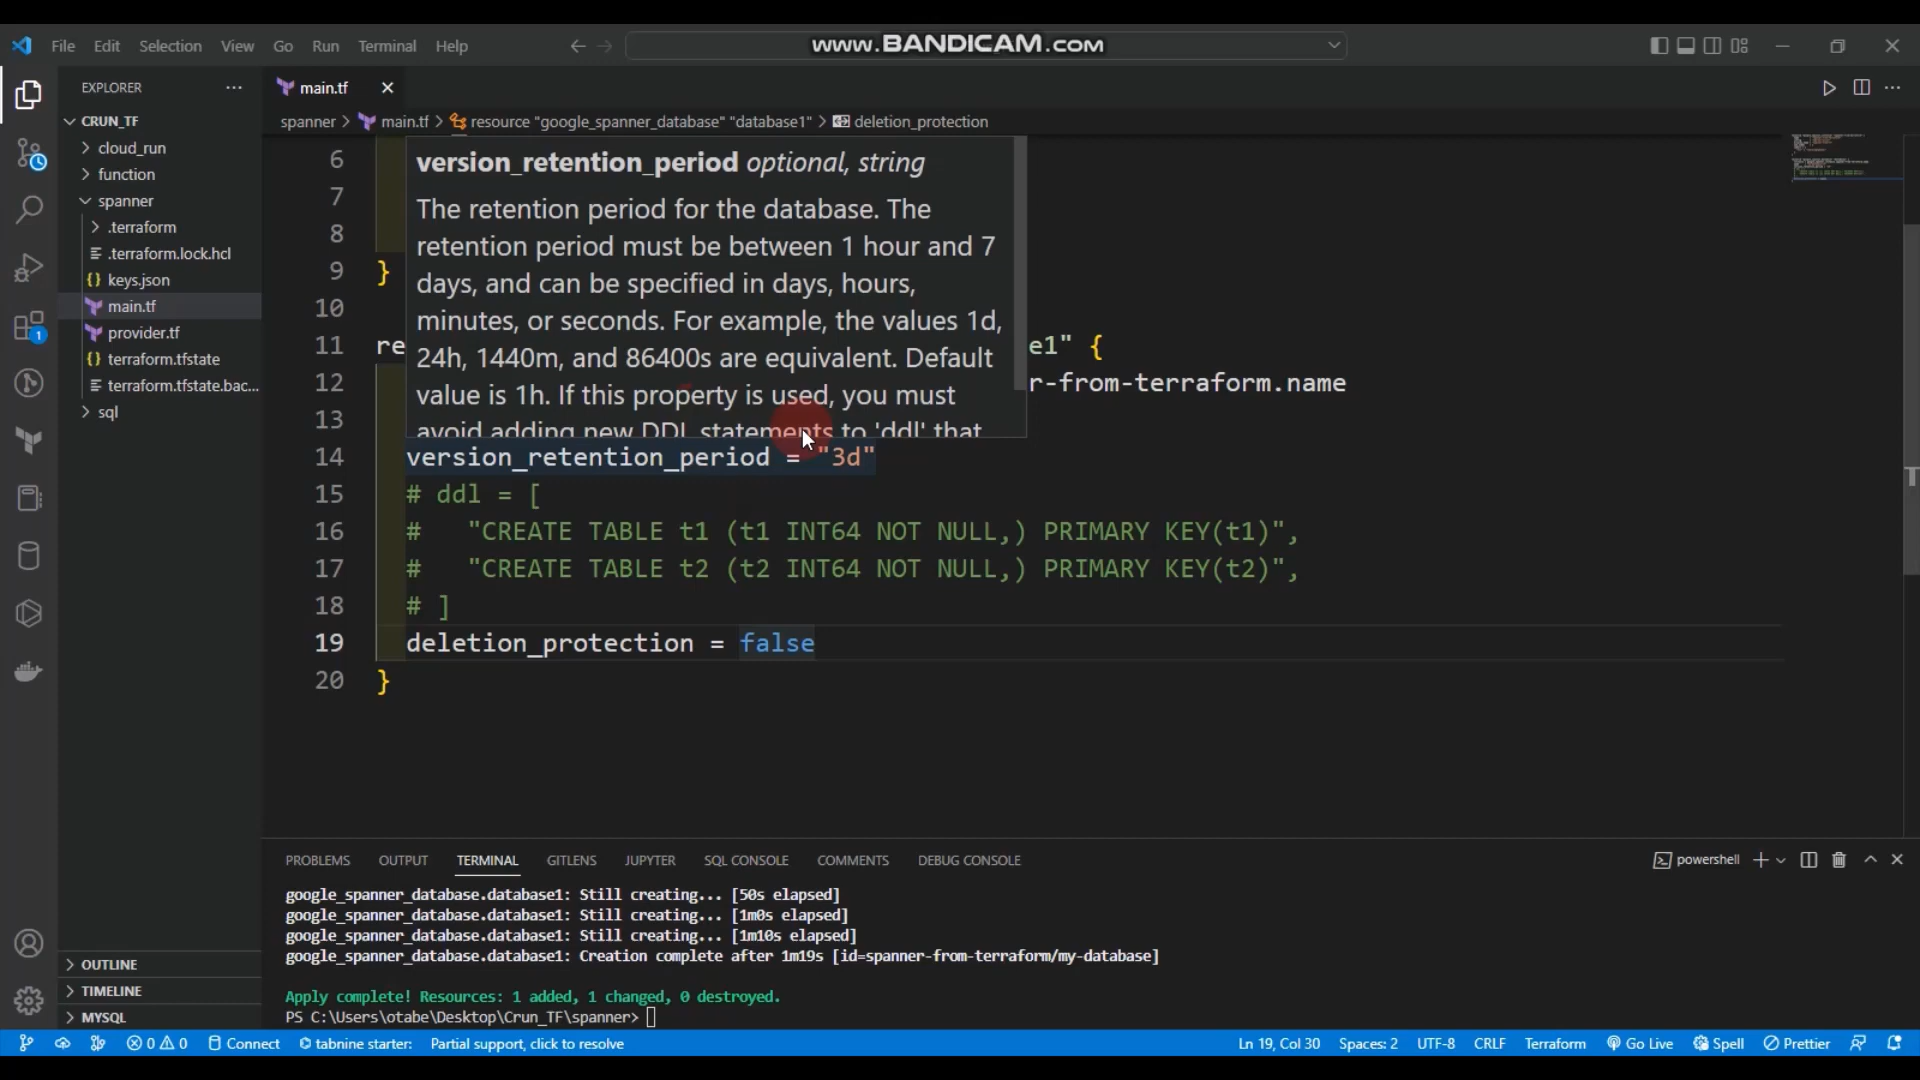 File Edit Selection View Go Run Terminal Help
www.BANDICAM.com
EXPLORER
main.tf
CRUN_TF
cloud_run
function
spanner
.terraform
.terraform.lock.hcl
keys.json
main.tf
provider.tf
terraform.tfstate
terraform.tfstate.bac...
sql
OUTLINE
TIMELINE
MYSQL
spanner > main.tf > resource "google_spanner_database" "database1" > deletion_protection
version_retention_period optional, string
The retention period for the database. The
retention period must be between 1 hour and 7
days, and can be specified in days, hours,
minutes, or seconds. For example, the values 1d,
24h, 1440m, and 86400s are equivalent. Default
value is 1h. If this property is used, you must
avoid adding new DDL statements to 'ddl' that
6
7
8
9 }
10
11 re e1" {
12 r-from-terraform.name
13
14 version_retention_period = "3d"
15 # ddl = [
16 #   "CREATE TABLE t1 (t1 INT64 NOT NULL,) PRIMARY KEY(t1)",
17 #   "CREATE TABLE t2 (t2 INT64 NOT NULL,) PRIMARY KEY(t2)",
18 # ]
19 deletion_protection = false
20 }
PROBLEMS OUTPUT TERMINAL GITLENS JUPYTER SQL CONSOLE COMMENTS DEBUG CONSOLE
powershell
google_spanner_database.database1: Still creating... [50s elapsed]
google_spanner_database.database1: Still creating... [1m0s elapsed]
google_spanner_database.database1: Still creating... [1m10s elapsed]
google_spanner_database.database1: Creation complete after 1m19s [id=spanner-from-terraform/my-database]
Apply complete! Resources: 1 added, 1 changed, 0 destroyed.
PS C:\Users\otabe\Desktop\Crun_TF\spanner>
0 0 Connect tabnine starter: Partial support, click to resolve
Ln 19, Col 30 Spaces: 2 UTF-8 CRLF Terraform Go Live Spell Prettier